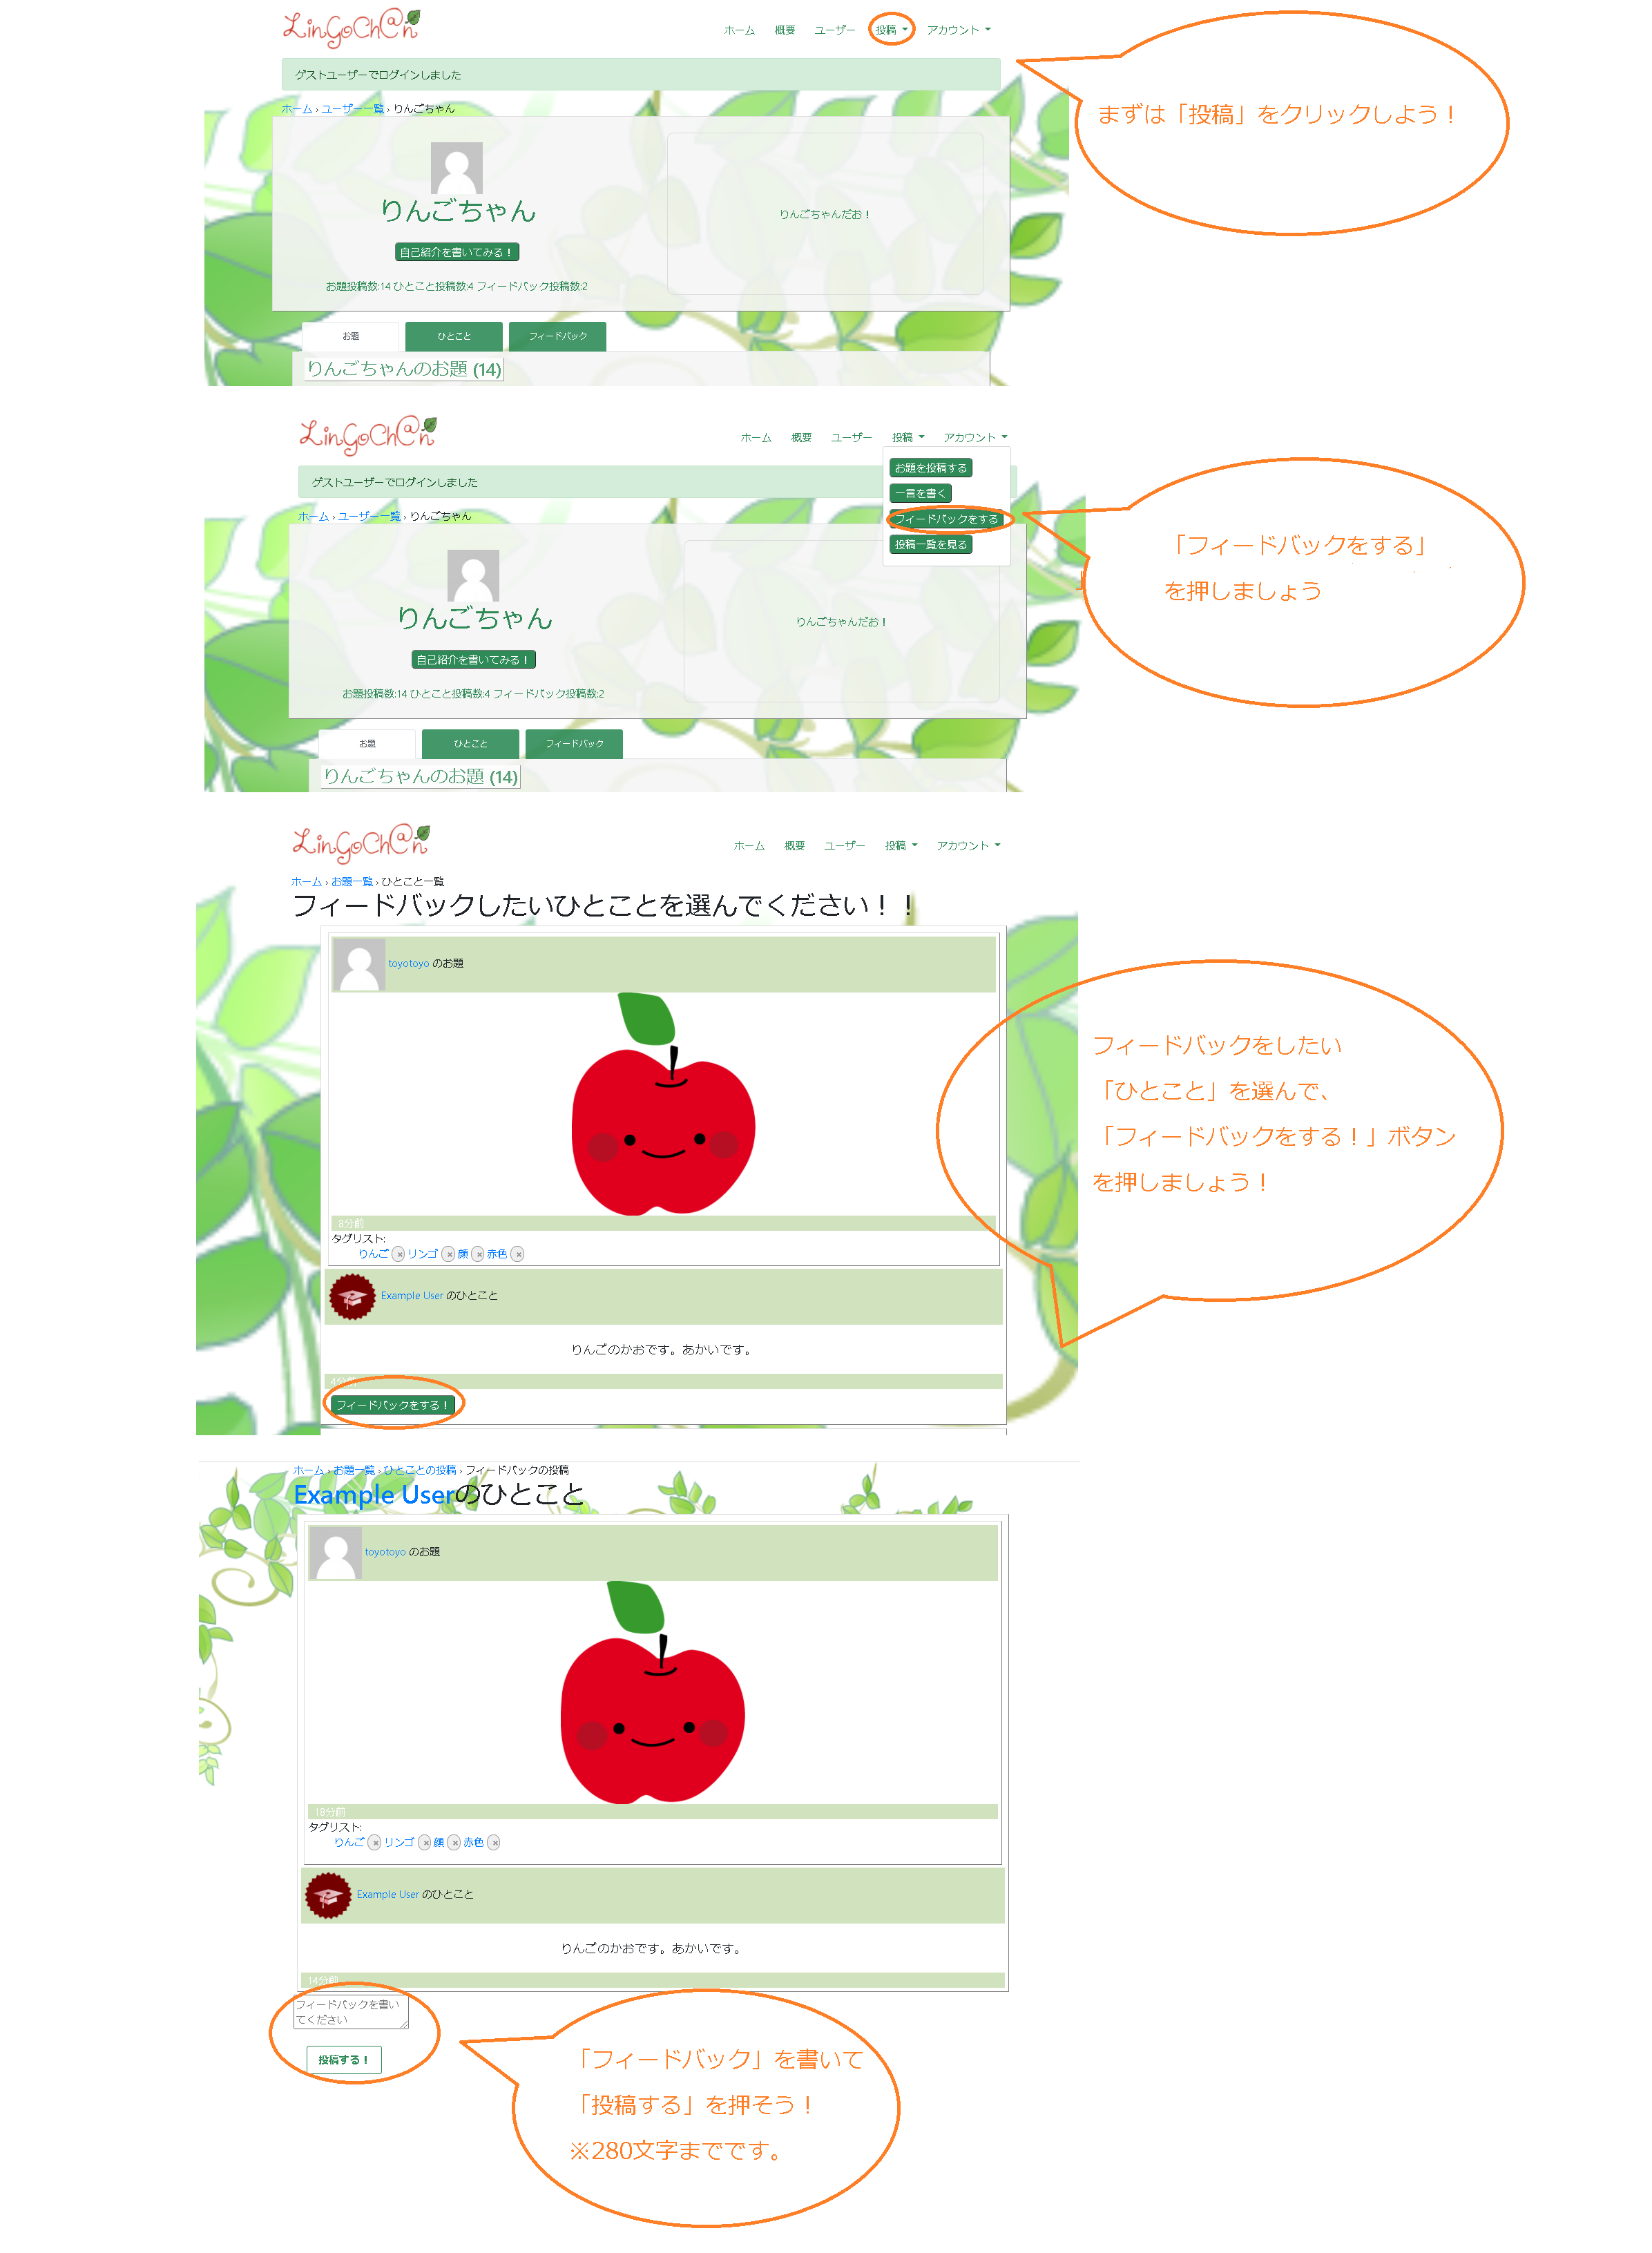 LinGoCh@n
ホーム 概要 ユーザー 投稿 アカウント
ゲストユーザーでログインしました
ホーム › ユーザー一覧 › りんごちゃん
まずは「投稿」をクリックしよう！
りんごちゃん
自己紹介を書いてみる！
お題投稿数:14 ひとこと投稿数:4 フィードバック投稿数:2
りんごちゃんだお！
お題 ひとこと フィードバック
りんごちゃんのお題 (14)
LinGoCh@n
ホーム 概要 ユーザー 投稿 アカウント
お題を投稿する
一言を書く
フィードバックをする
投稿一覧を見る
ゲストユーザーでログインしました
ホーム › ユーザー一覧 › りんごちゃん
「フィードバックをする」
を押しましょう
りんごちゃん
自己紹介を書いてみる！
お題投稿数:14 ひとこと投稿数:4 フィードバック投稿数:2
りんごちゃんだお！
お題 ひとこと フィードバック
りんごちゃんのお題 (14)
LinGoCh@n
ホーム 概要 ユーザー 投稿 アカウント
ホーム › お題一覧 › ひとこと一覧
フィードバックしたいひとことを選んでください！！
toyotoyo のお題
フィードバックをしたい
「ひとこと」を選んで、
「フィードバックをする！」ボタン
を押しましょう！
8分前
タグリスト:
りんご × リンゴ × 顔 × 赤色 ×
Example User のひとこと
りんごのかおです。あかいです。
4分前
フィードバックをする！
ホーム › お題一覧 › ひとことの投稿 › フィードバックの投稿
Example Userのひとこと
toyotoyo のお題
18分前
タグリスト:
りんご × リンゴ × 顔 × 赤色 ×
Example User のひとこと
りんごのかおです。あかいです。
14分前
フィードバックを書い
てください
投稿する！
「フィードバック」を書いて
「投稿する」を押そう！
※280文字までです。